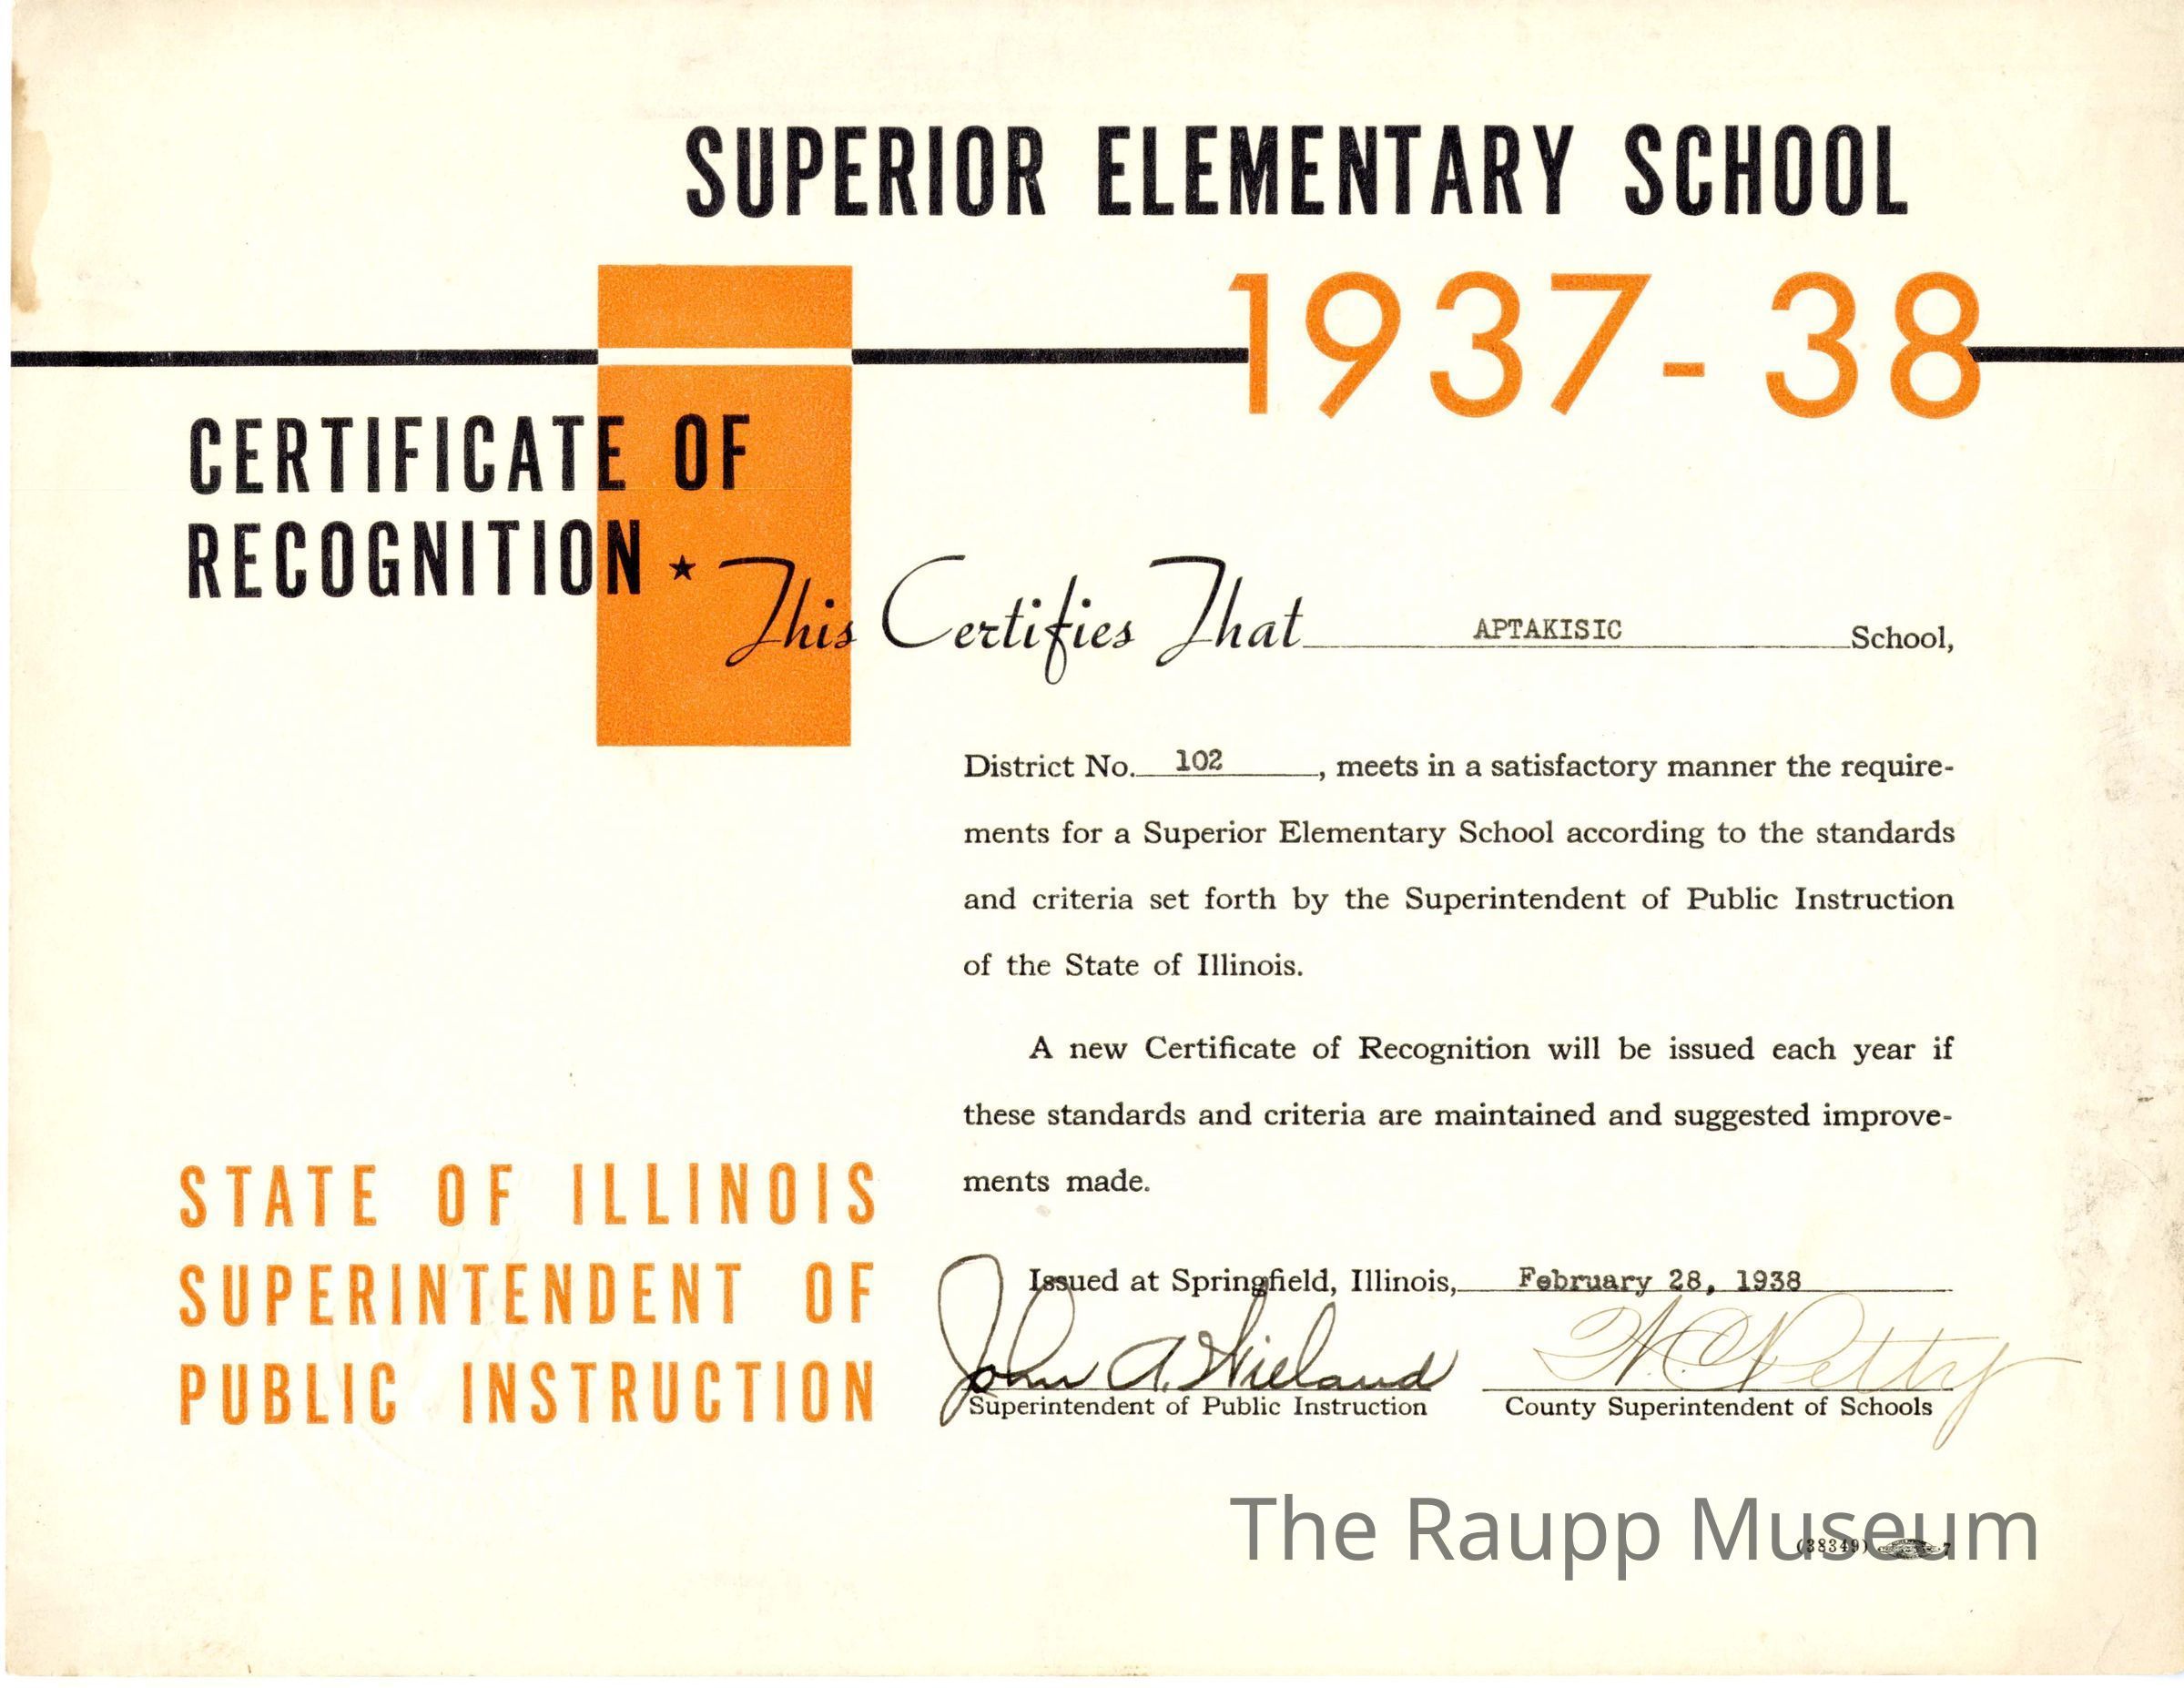 SUPERIOR ELEMENTARY SCHOOL
1937-38
CERTIFICATE OF
RECOGNITION ★
This Certifies That APTAKISIC School,
District No. 102, meets in a satisfactory manner the require-
ments for a Superior Elementary School according to the standards
and criteria set forth by the Superintendent of Public Instruction
of the State of Illinois.
A new Certificate of Recognition will be issued each year if
these standards and criteria are maintained and suggested improve-
ments made.
STATE OF ILLINOIS
SUPERINTENDENT OF
PUBLIC INSTRUCTION
Issued at Springfield, Illinois, February 28, 1938
John A. Wieland
W. C. Petty
Superintendent of Public Instruction
County Superintendent of Schools
The Raupp Museum
(38349) 7